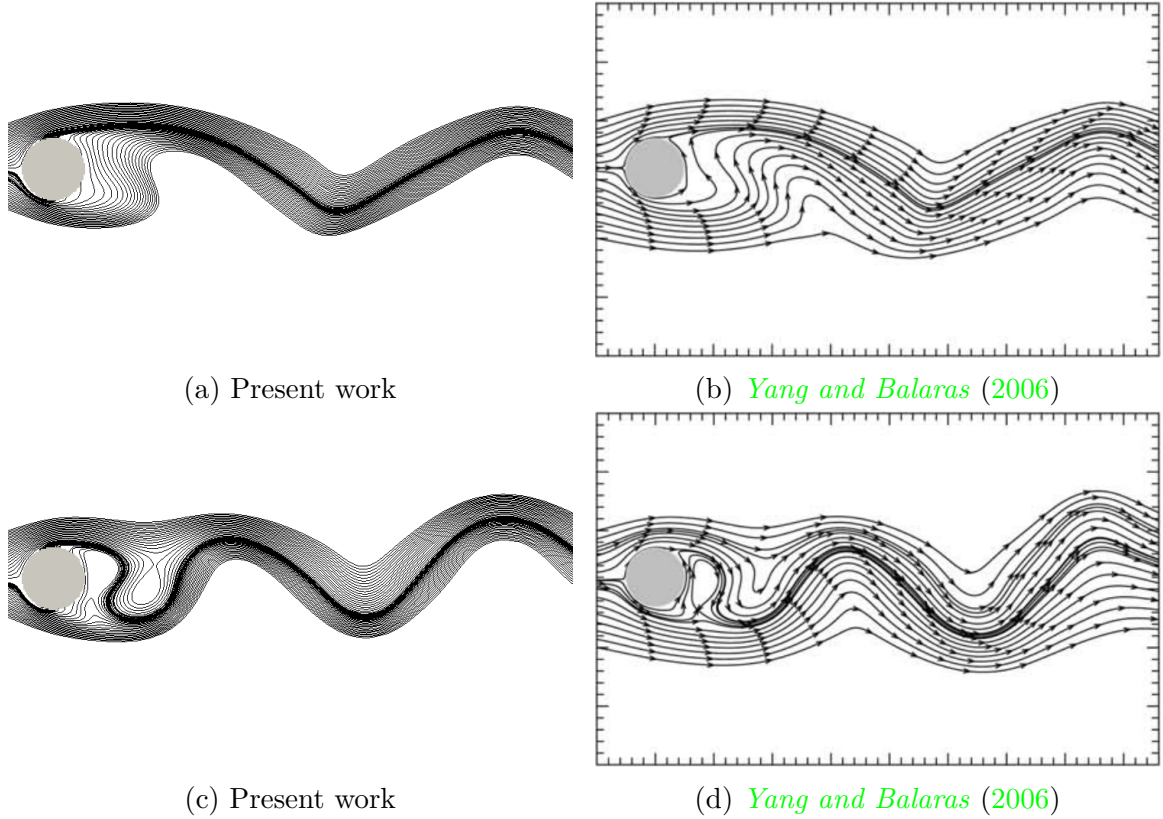 (a) Present work
(b) Yang and Balaras (2006)
(c) Present work
(d) Yang and Balaras (2006)